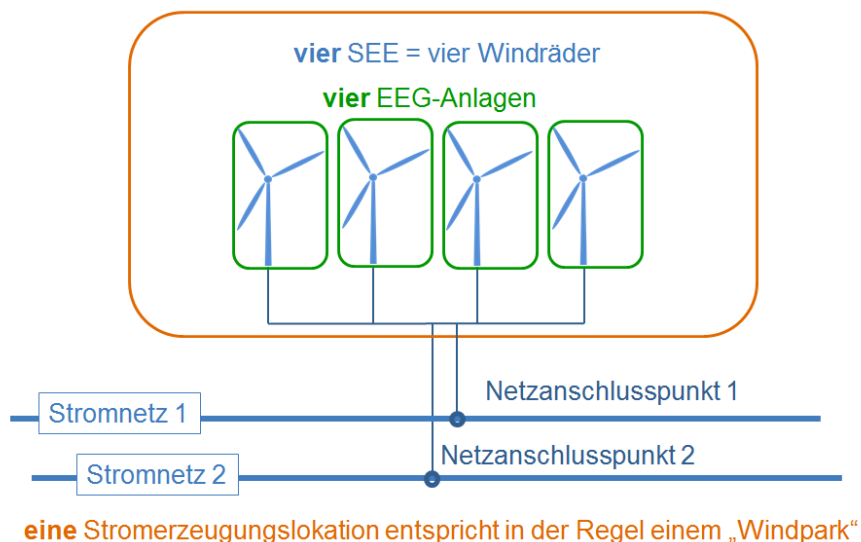 vier SEE = vier Windräder
vier EEG-Anlagen
Netzanschlusspunkt 1
Stromnetz 1
Netzanschlusspunkt 2
Stromnetz 2
eine Stromerzeugungslokation entspricht in der Regel einem „Windpark“